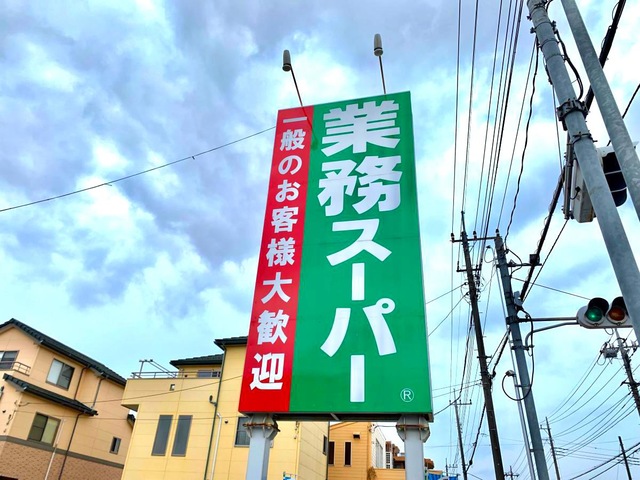 業務スーパー
一般のお客様大歓迎
®